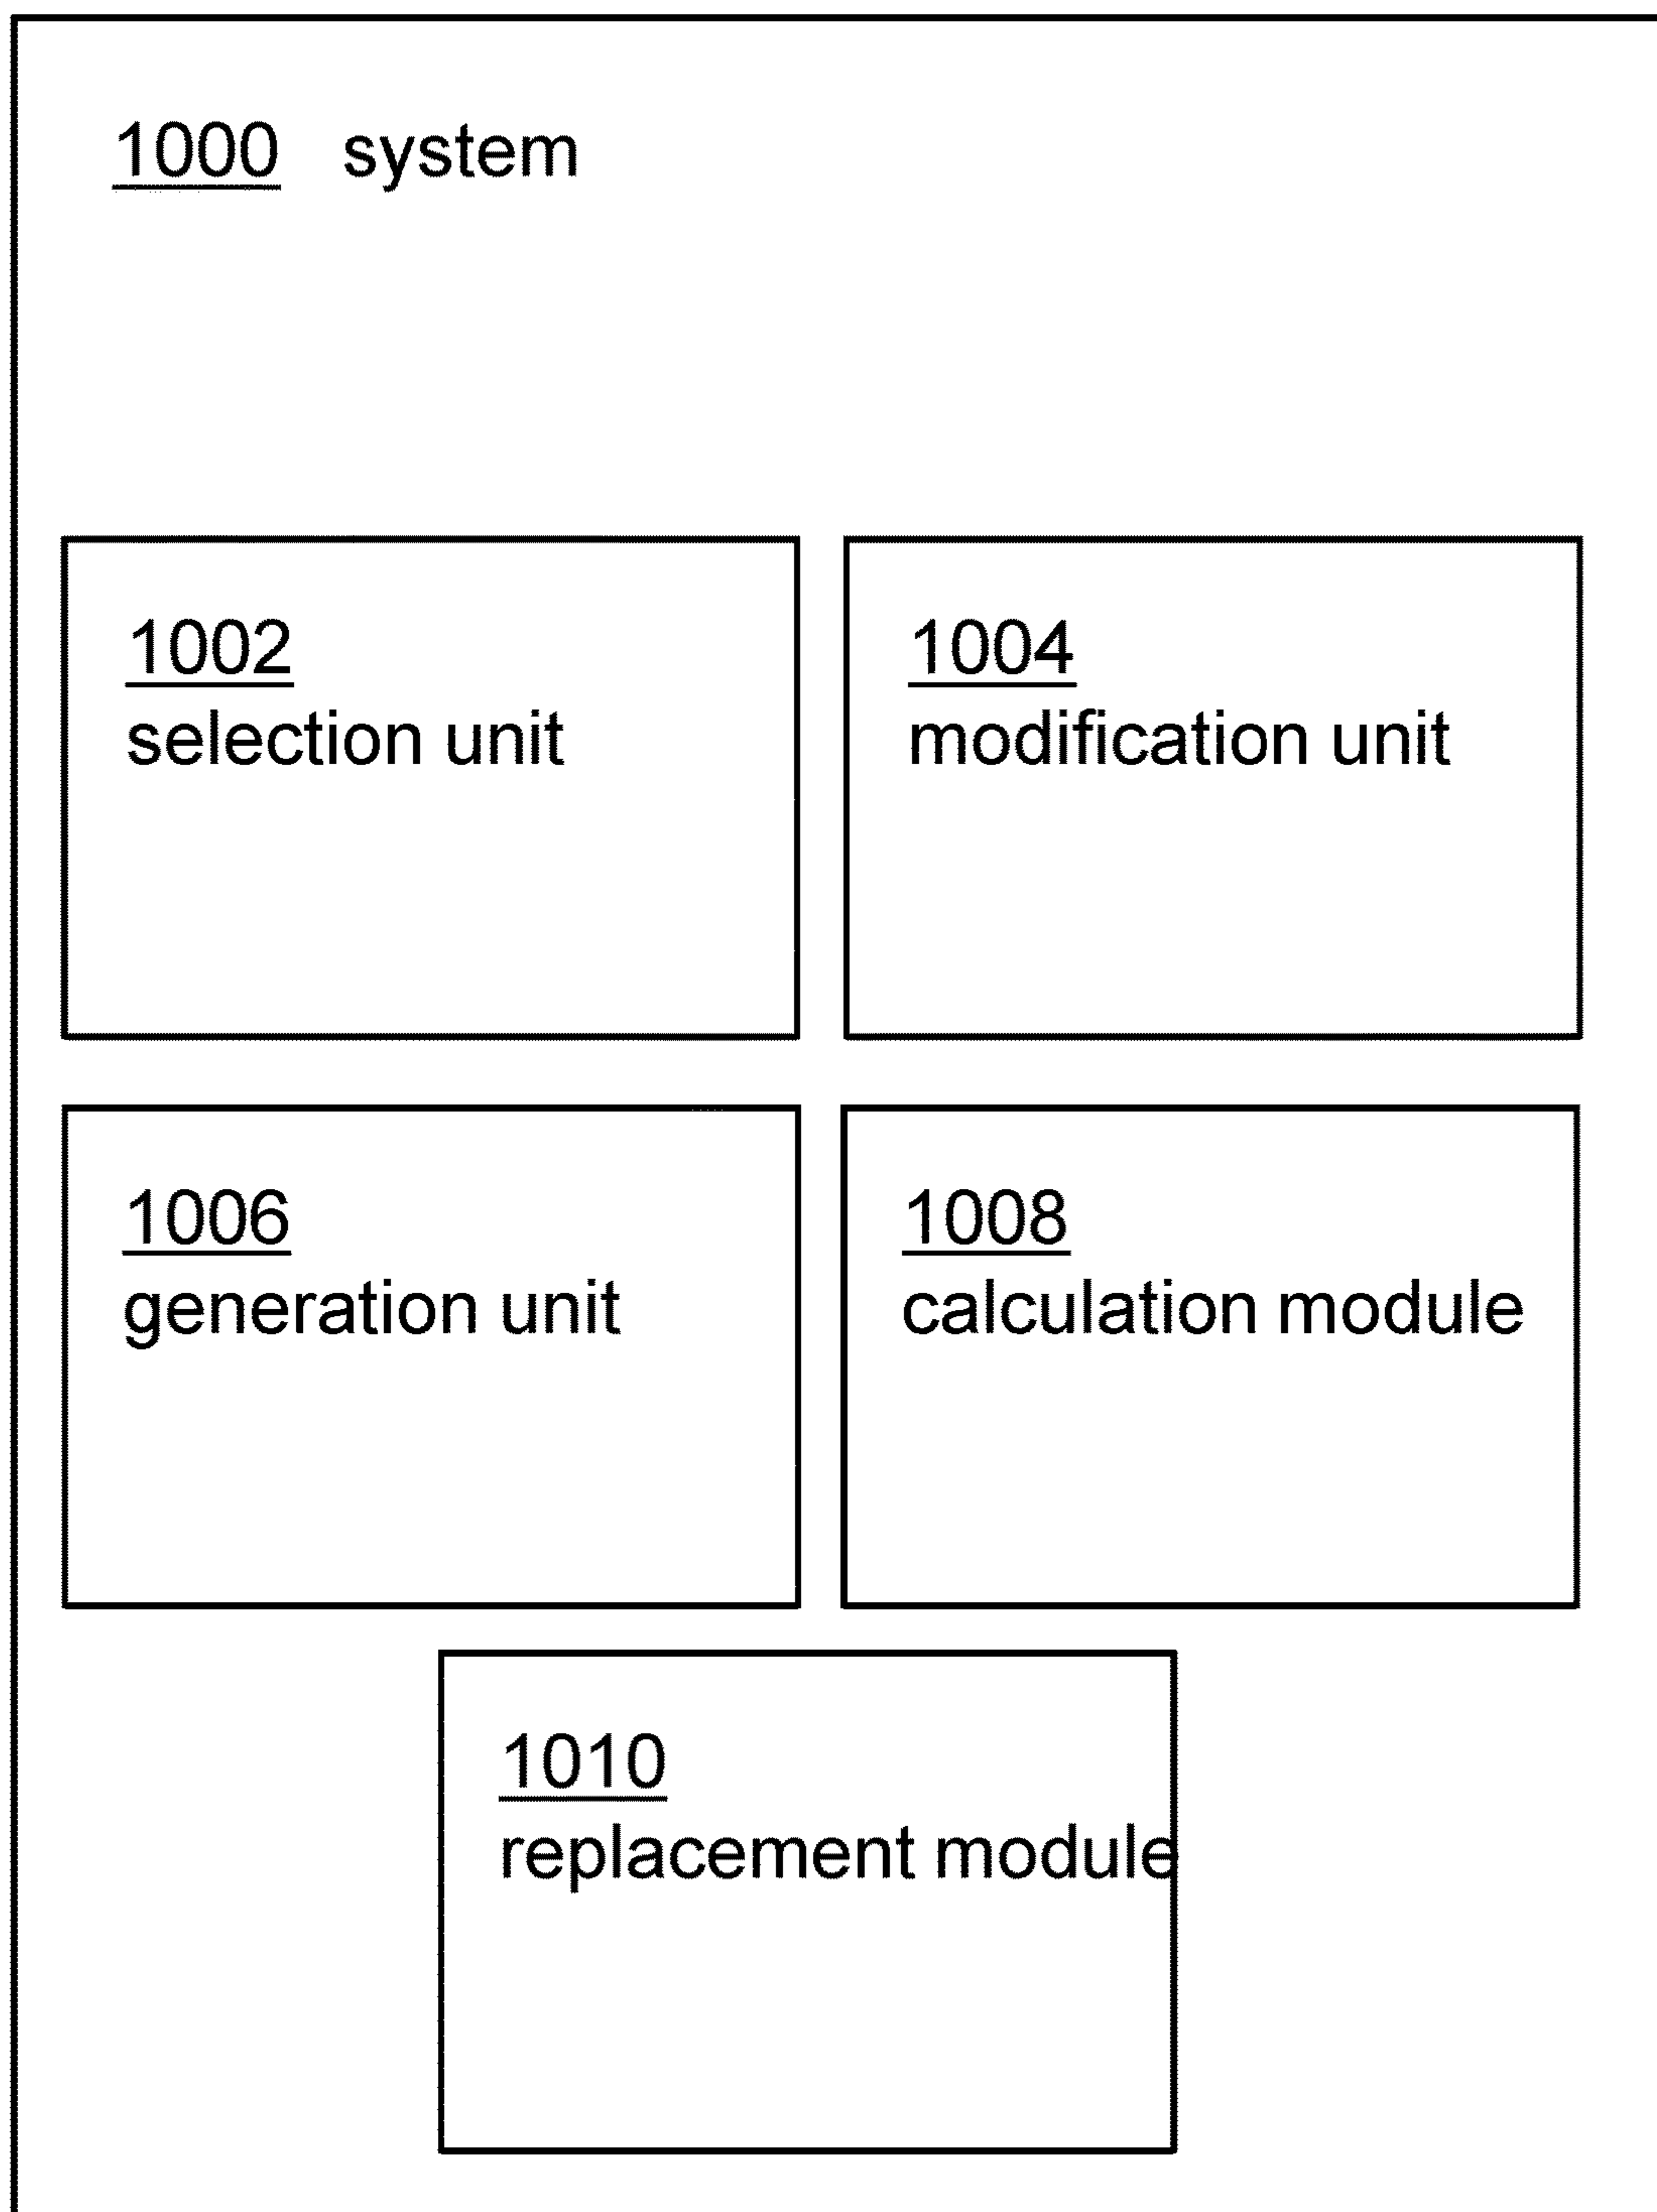 1000 system
1002
selection unit
1004
modification unit
1006
generation unit
1008
calculation module
1010
replacement module